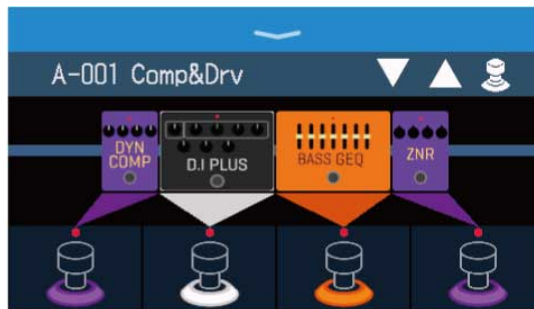 A-001 Comp&Drv
DYN
COMP
D.I PLUS
BASS GEQ
ZNR